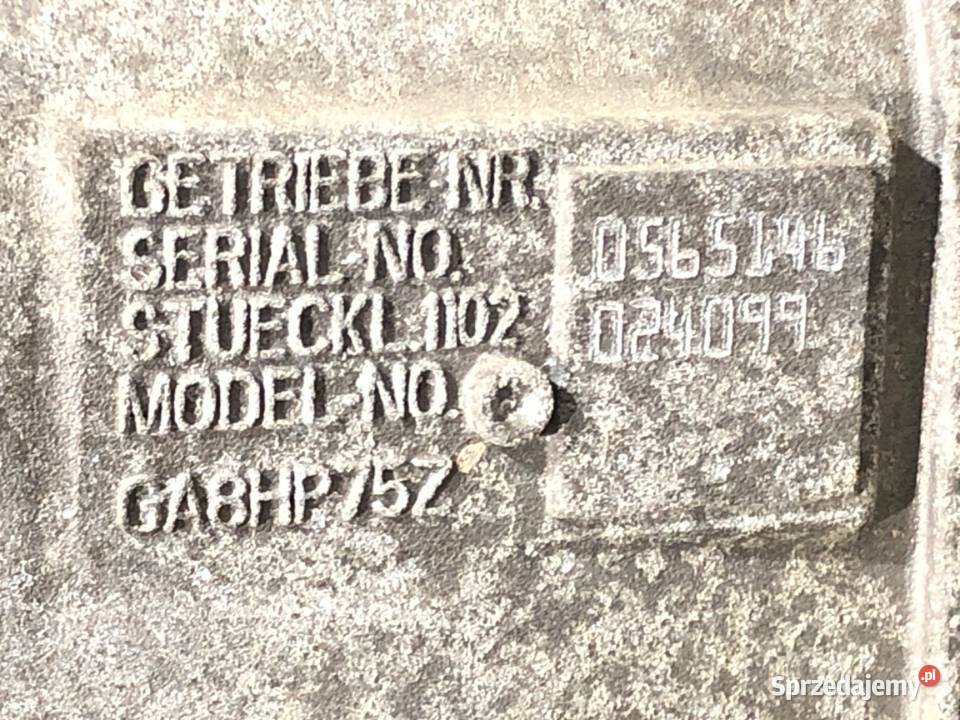 GETRIEBE-NR.
SERIAL-NO. 0565146
STUECKL.1102 024099
MODEL-NO.
GA8HP75Z
Sprzedajemy.pl